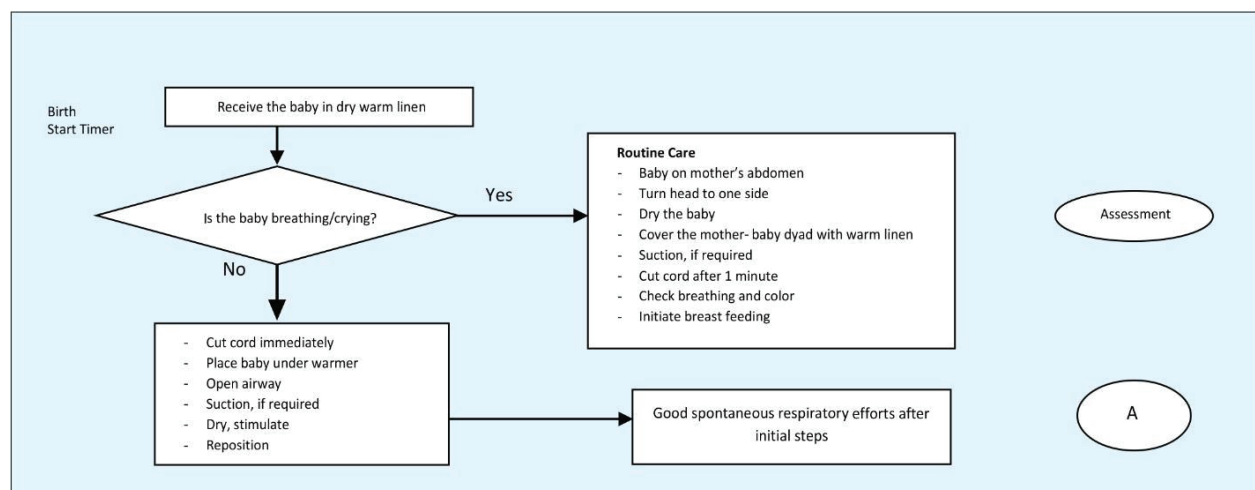 Receive the baby in dry warm linen
Birth
Start Timer
Is the baby breathing/crying?
Yes
No
Routine Care
- Baby on mother's abdomen
- Turn head to one side
- Dry the baby
- Cover the mother- baby dyad with warm linen
- Suction, if required
- Cut cord after 1 minute
- Check breathing and color
- Initiate breast feeding
Assessment
- Cut cord immediately
- Place baby under warmer
- Open airway
- Suction, if required
- Dry, stimulate
- Reposition
Good spontaneous respiratory efforts after
initial steps
A